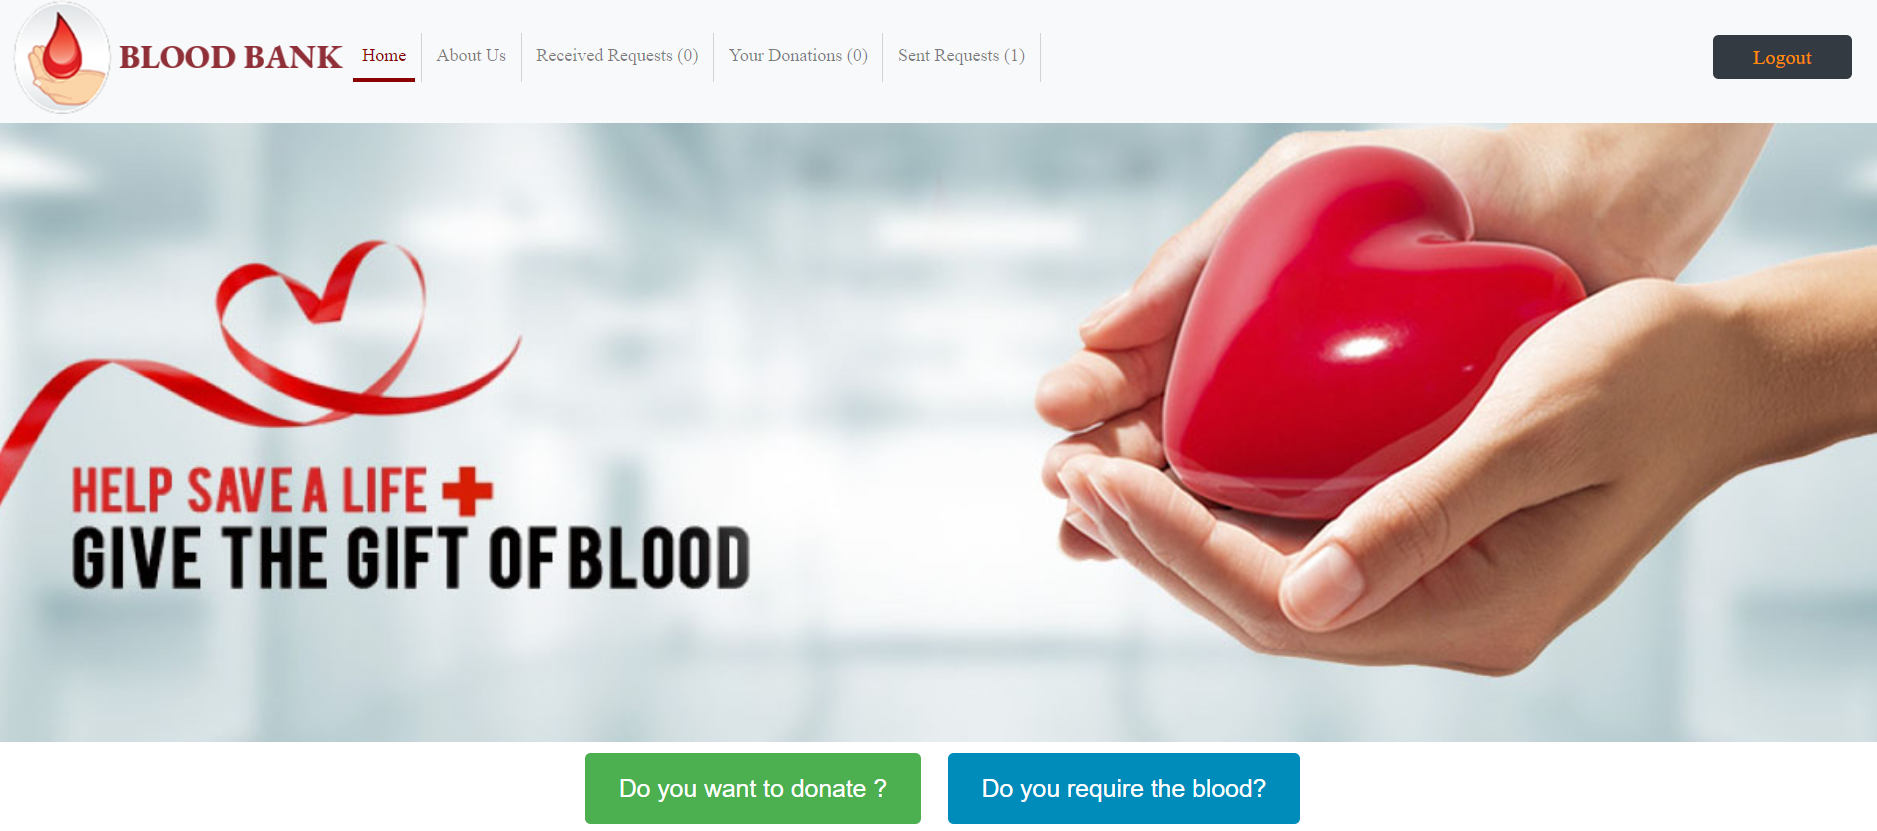 BLOOD BANK
Home
About Us
Received Requests (0)
Your Donations (0)
Sent Requests (1)
Logout
HELP SAVE A LIFE
GIVE THE GIFT OF BLOOD
Do you want to donate ?
Do you require the blood?